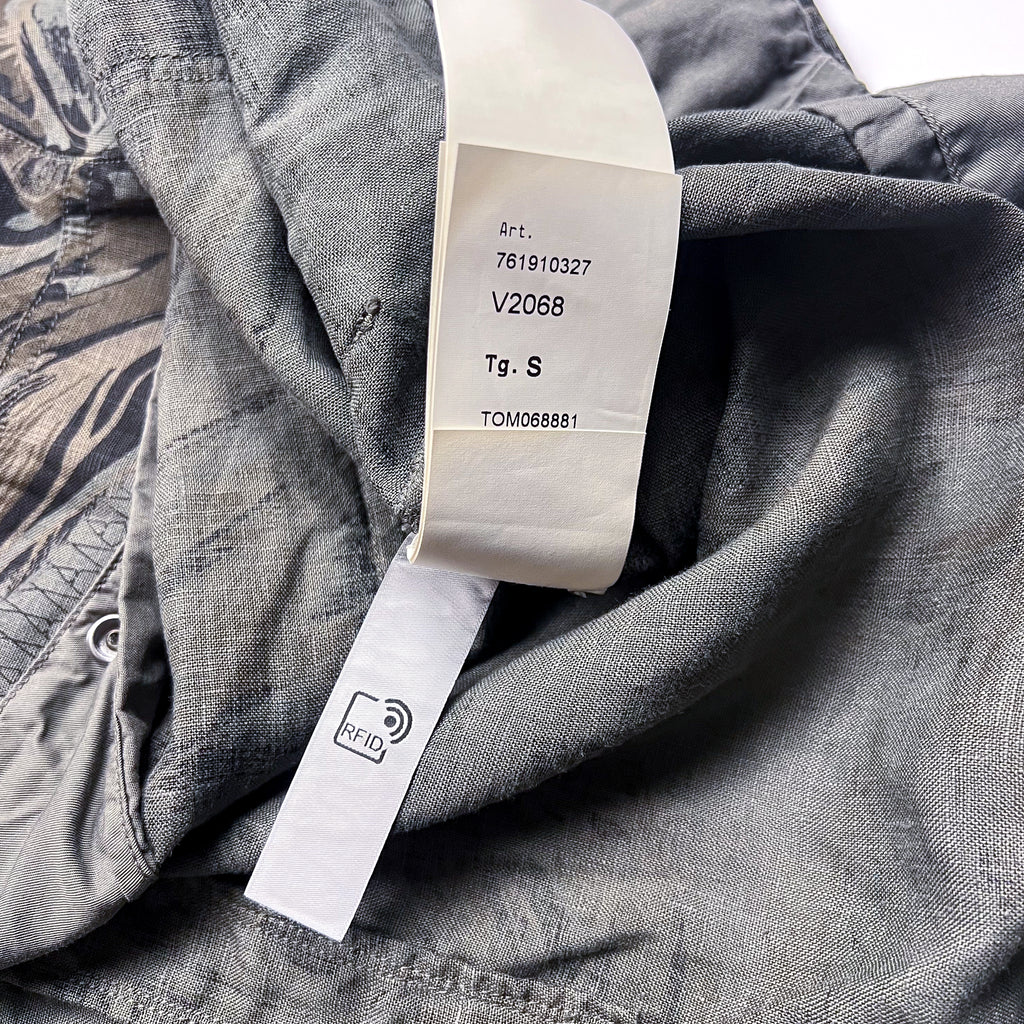 Art.
761910327
V2068
Tg. S
TOM068881
RFID